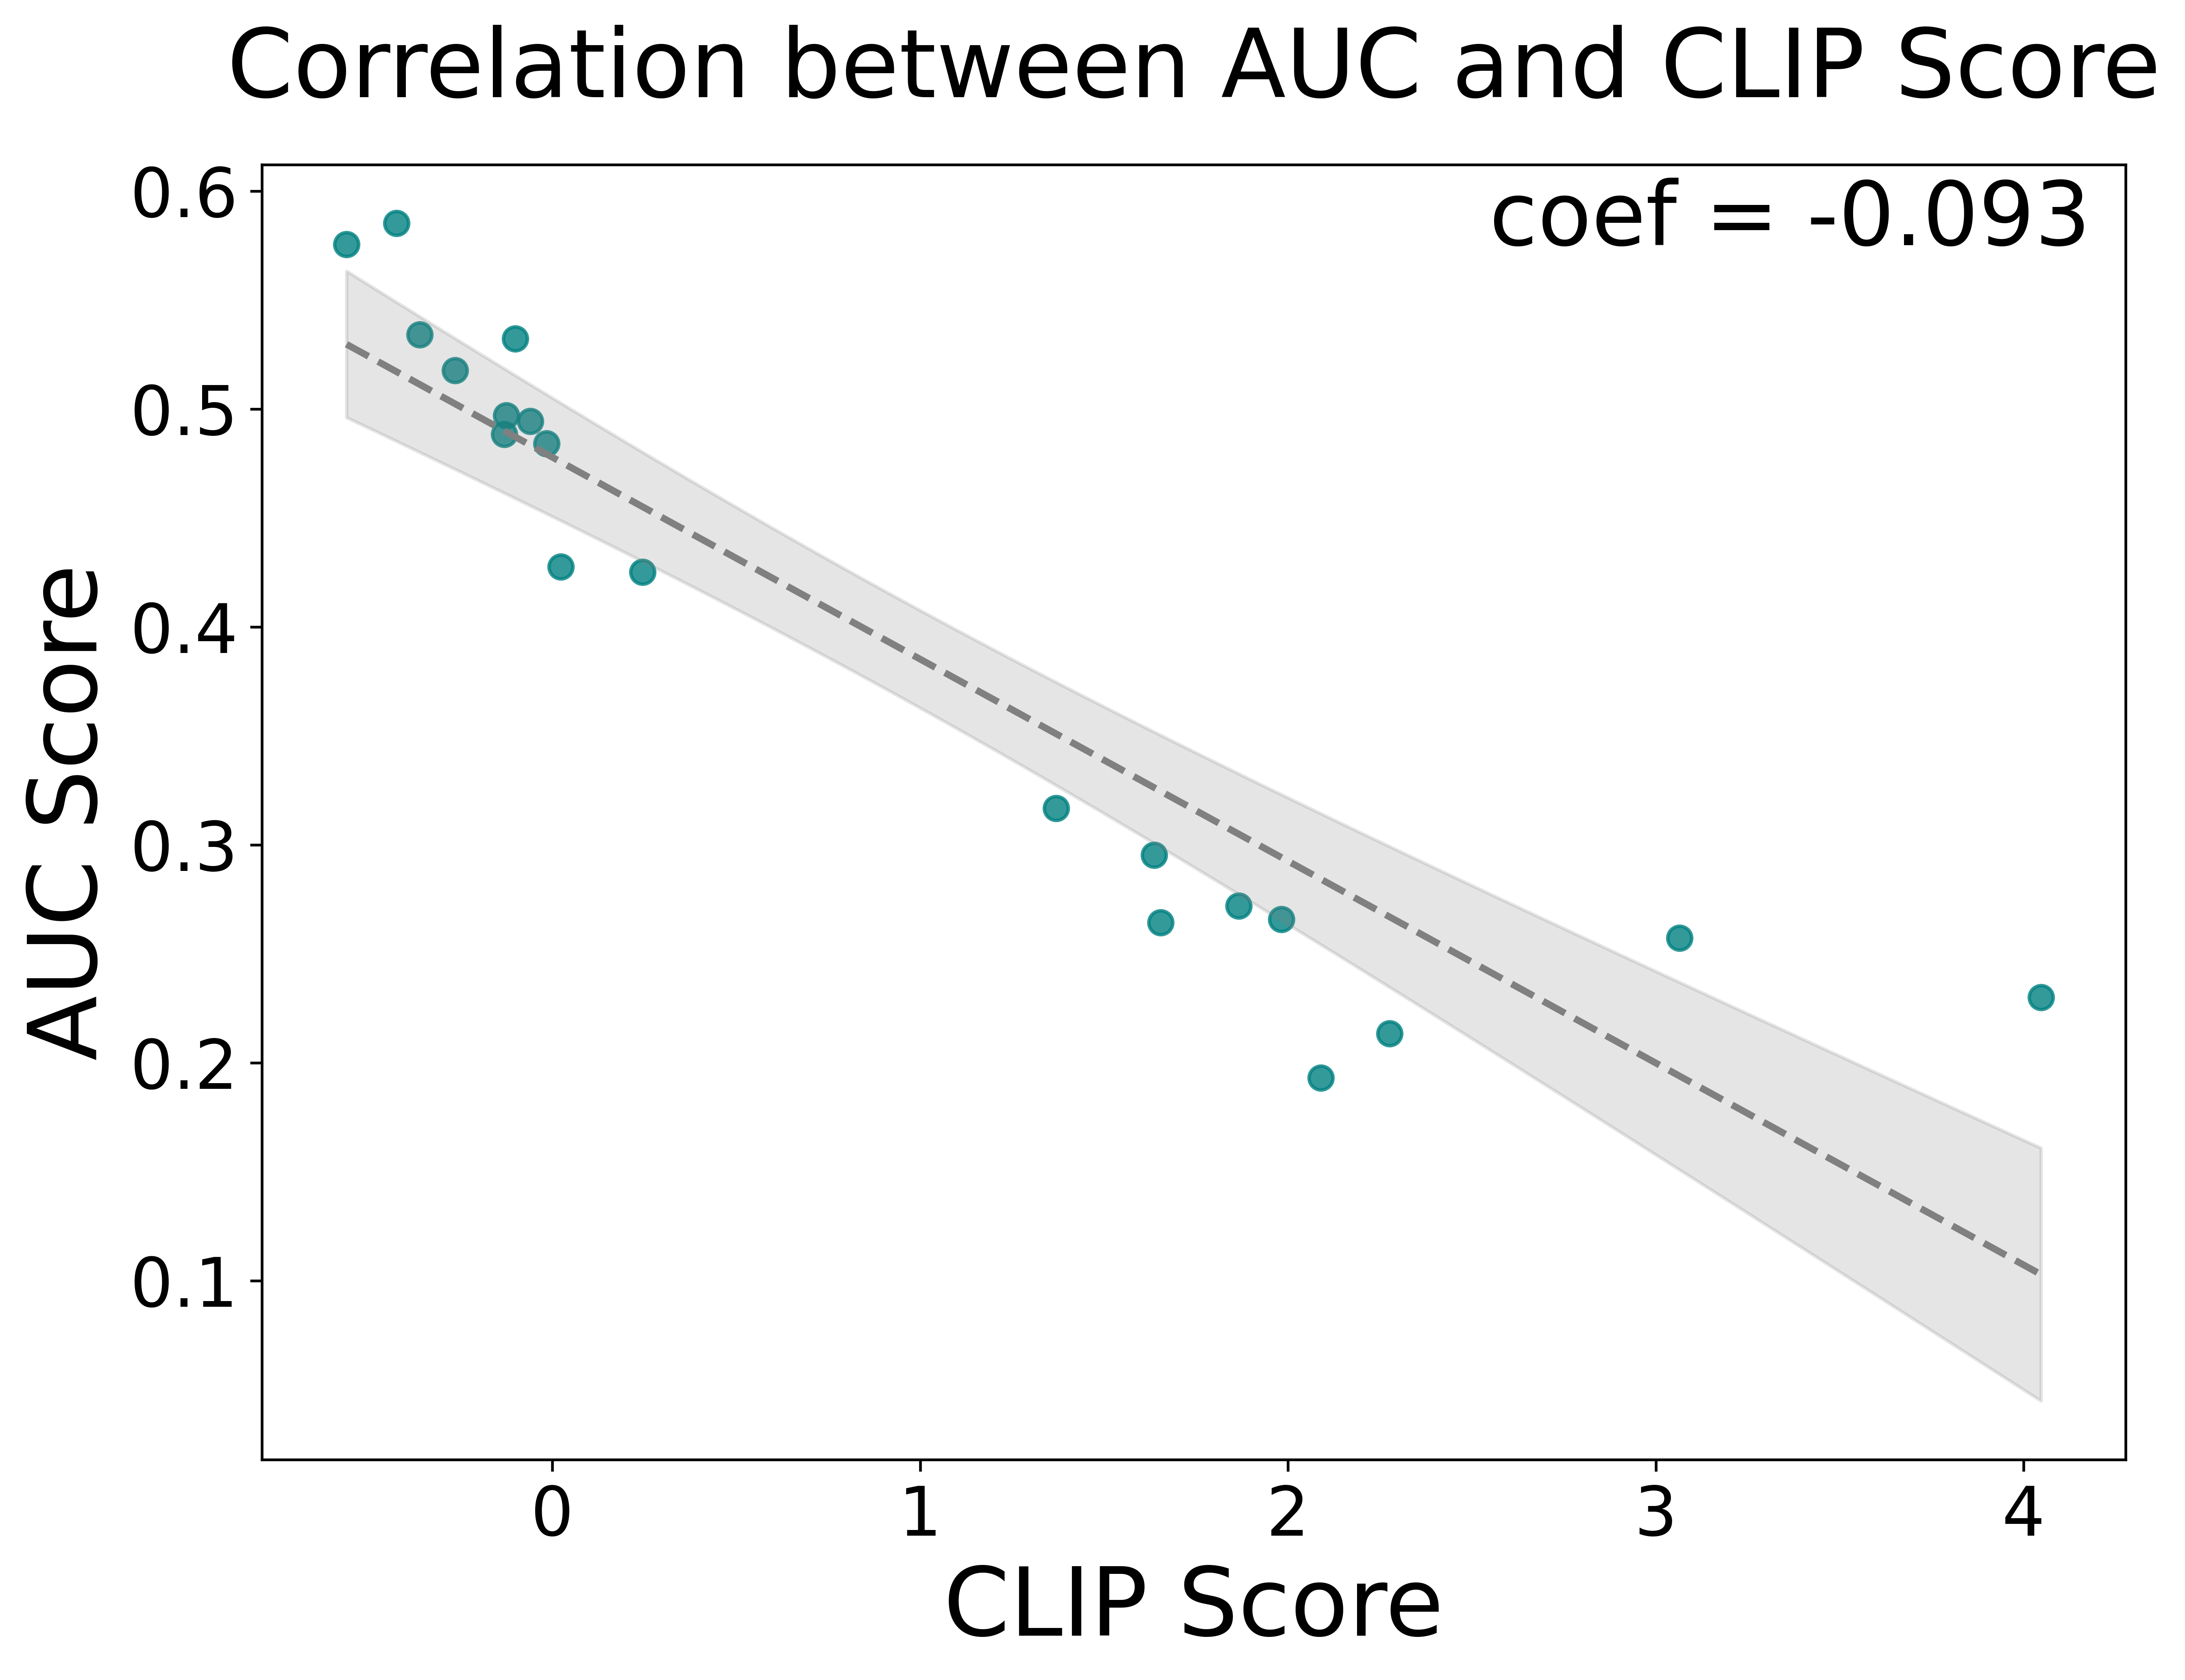 Correlation between AUC and CLIP Score
coef = -0.093
AUC Score
0.6
0.5
0.4
0.3
0.2
0.1
0 1 2 3 4
CLIP Score